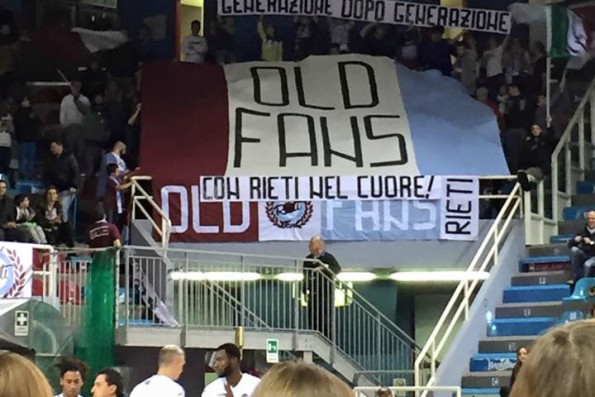 GENERAZIONE DOPO GENERAZIONE
OLD
FANS
CON RIETI NEL CUORE!
RIETI
OLD FANS